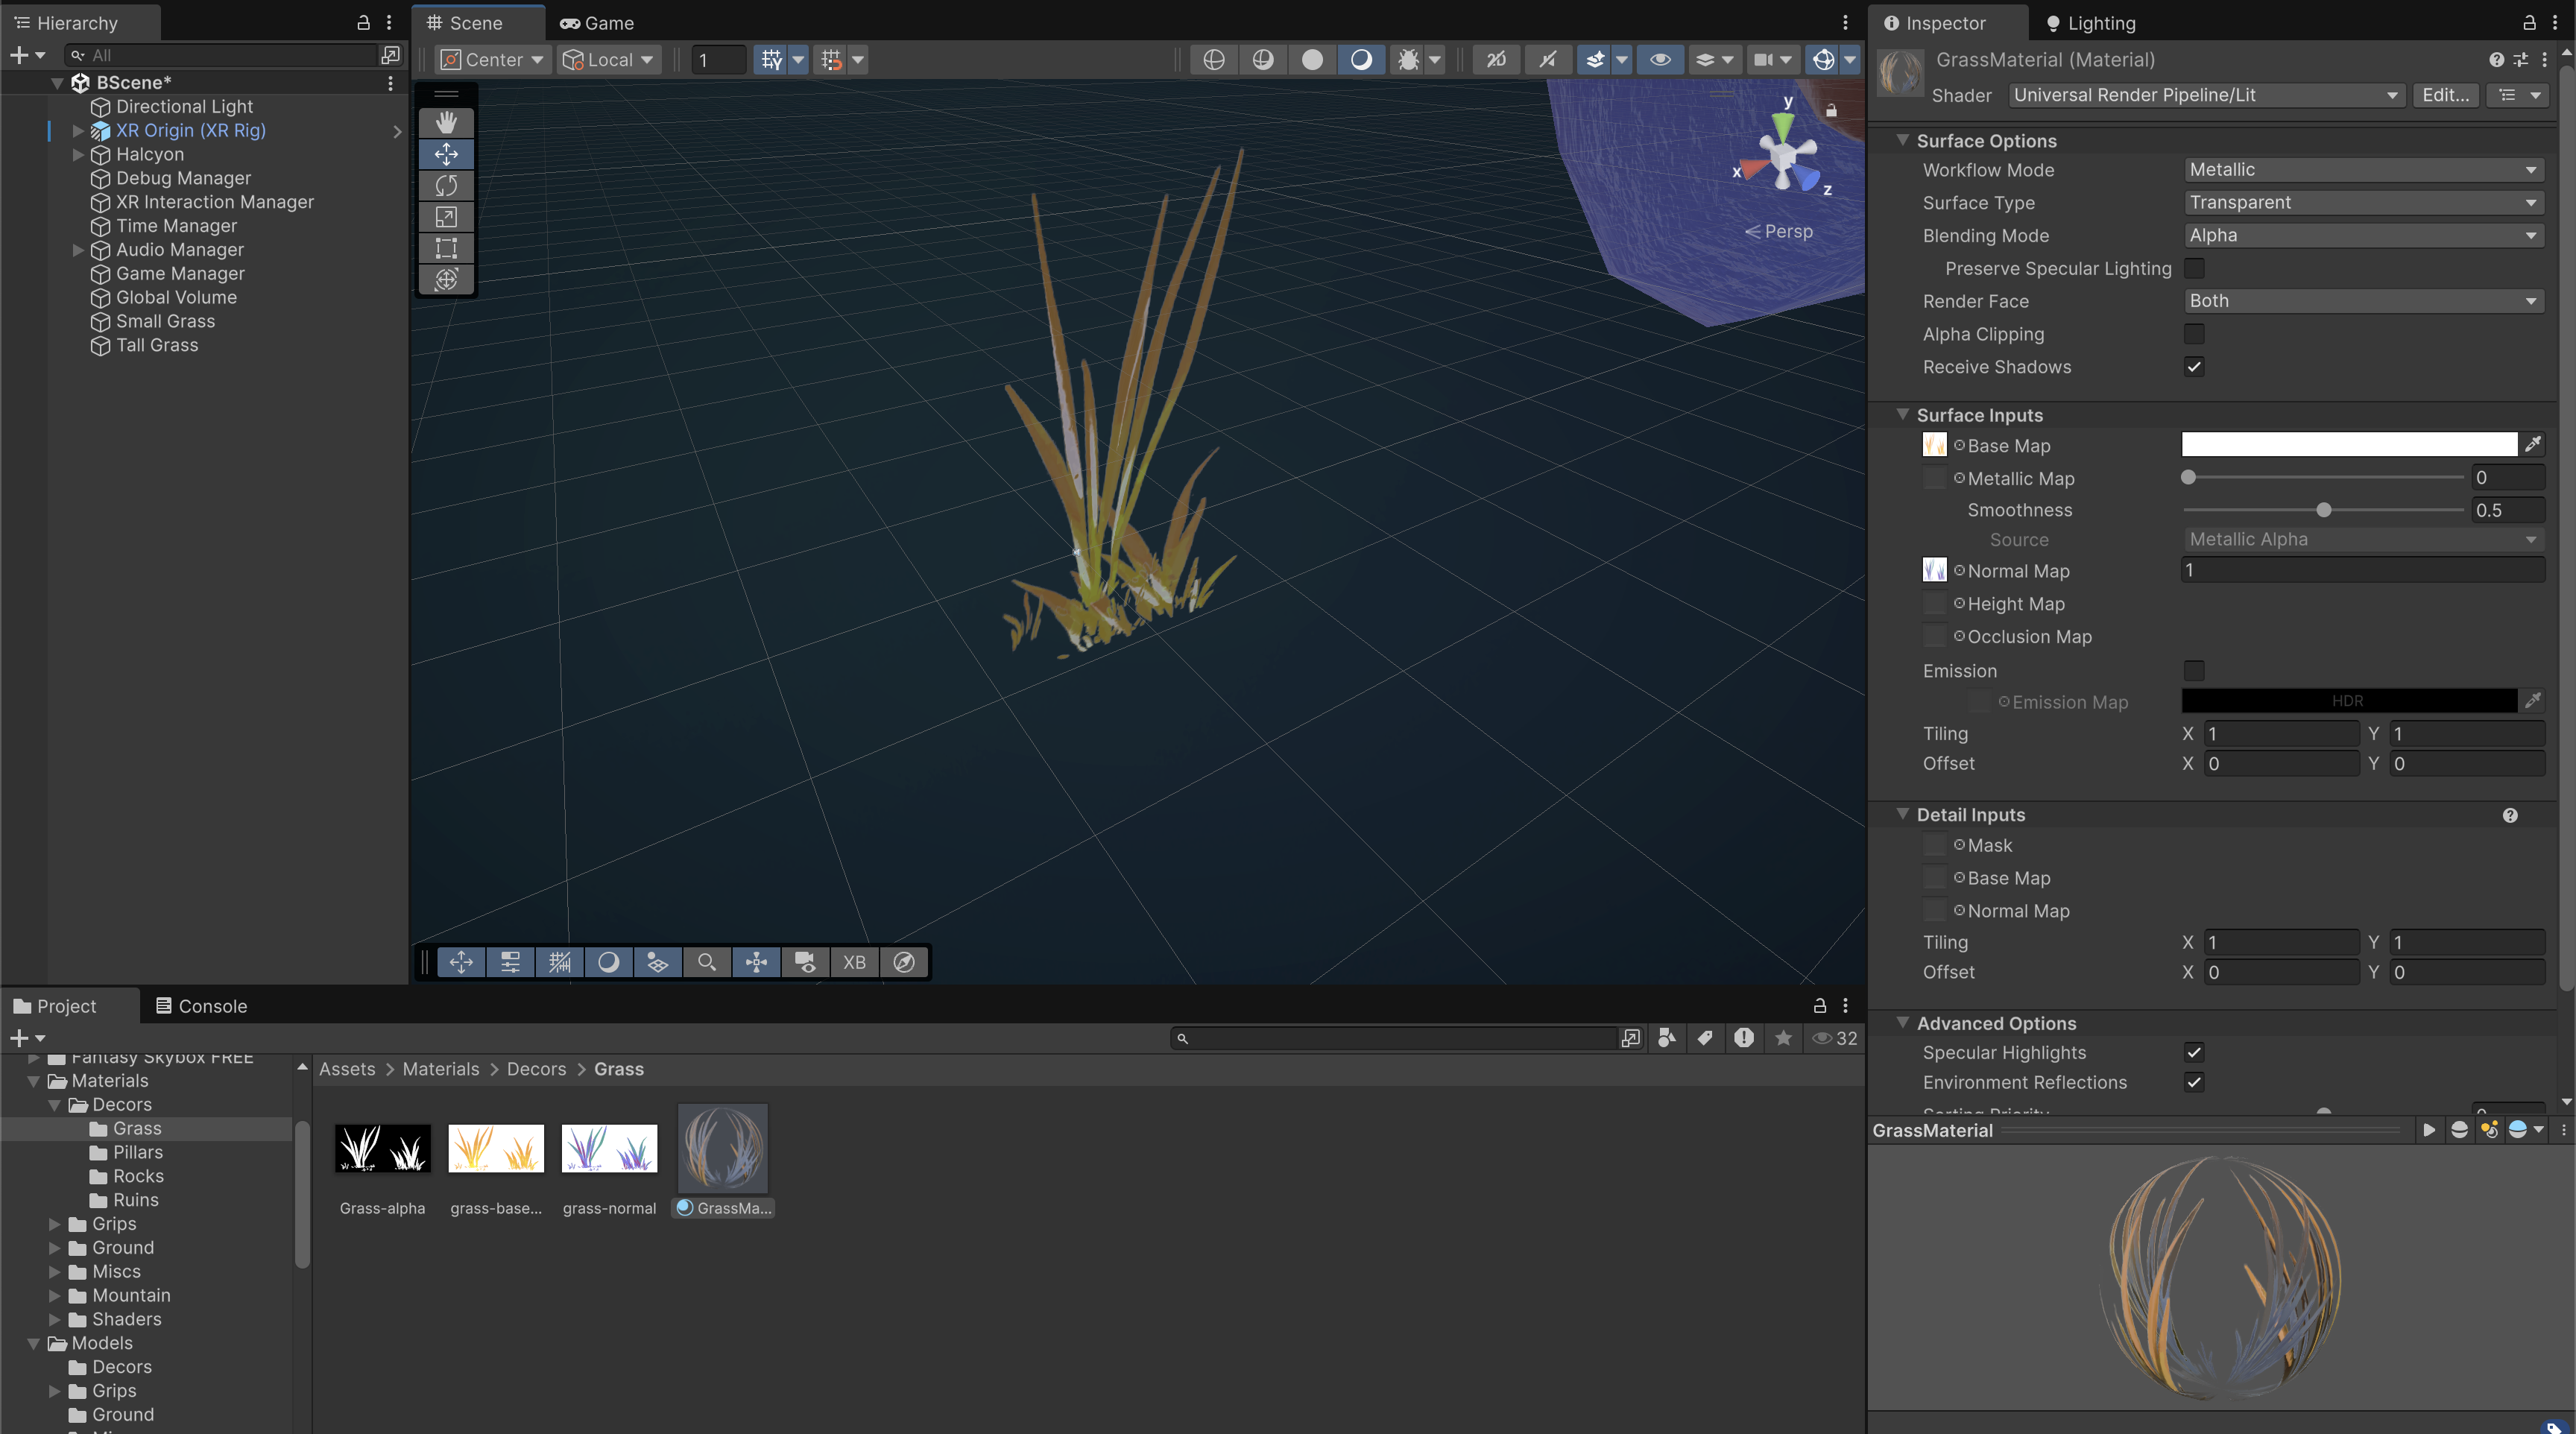 Hierarchy
All
BScene*
Directional Light
XR Origin (XR Rig)
Halcyon
Debug Manager
XR Interaction Manager
Time Manager
Audio Manager
Game Manager
Global Volume
Small Grass
Tall Grass
Scene
Game
Center
Local
1
2D
y
x
z
Persp
XB
Inspector
Lighting
GrassMaterial (Material)
Shader
Universal Render Pipeline/Lit
Edit...
Surface Options
Workflow Mode
Metallic
Surface Type
Transparent
Blending Mode
Alpha
Preserve Specular Lighting
Render Face
Both
Alpha Clipping
Receive Shadows
Surface Inputs
Base Map
Metallic Map
0
Smoothness
0.5
Source
Metallic Alpha
Normal Map
1
Height Map
Occlusion Map
Emission
Emission Map
HDR
Tiling
X 1
Y 1
Offset
X 0
Y 0
Detail Inputs
Mask
Base Map
Normal Map
Tiling
X 1
Y 1
Offset
X 0
Y 0
Advanced Options
Specular Highlights
Environment Reflections
Sorting Priority
0
GrassMaterial
Project
Console
32
Fantasy Skybox FREE
Materials
Decors
Grass
Pillars
Rocks
Ruins
Grips
Ground
Miscs
Mountain
Shaders
Models
Decors
Grips
Ground
Assets > Materials > Decors > Grass
Grass-alpha
grass-base...
grass-normal
GrassMa...